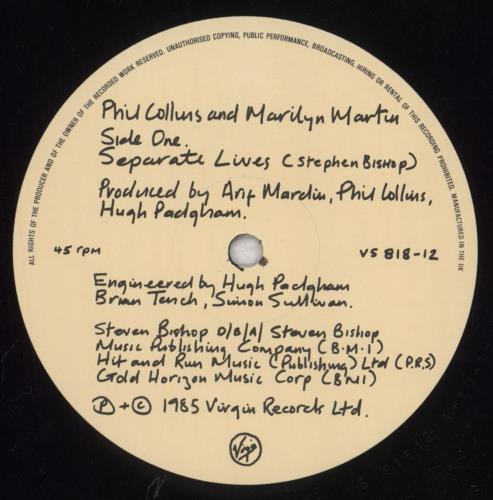 ALL RIGHTS OF THE PRODUCER AND OF THE OWNER OF THE RECORDED WORK RESERVED. UNAUTHORISED COPYING, PUBLIC PERFORMANCE, BROADCASTING, HIRING OR RENTAL OF THIS RECORDING PROHIBITED. MANUFACTURED IN THE UK
Phil Collins and Marilyn Martin
Side One.
Separate Lives (Stephen Bishop)
Produced by Arif Mardin, Phil Collins,
Hugh Padgham.
45 rpm
VS 818-12
Engineered by Hugh Padgham
Brian Tench, Simon Sullivan.
Steven Bishop D/B/A/ Steven Bishop
Music Publishing Company (B.M.I)
Hit and Run Music (Publishing) Ltd (P.R.S)
Gold Horizon Music Corp (BMI)
Ⓟ + © 1985 Virgin Records Ltd.
Virgin